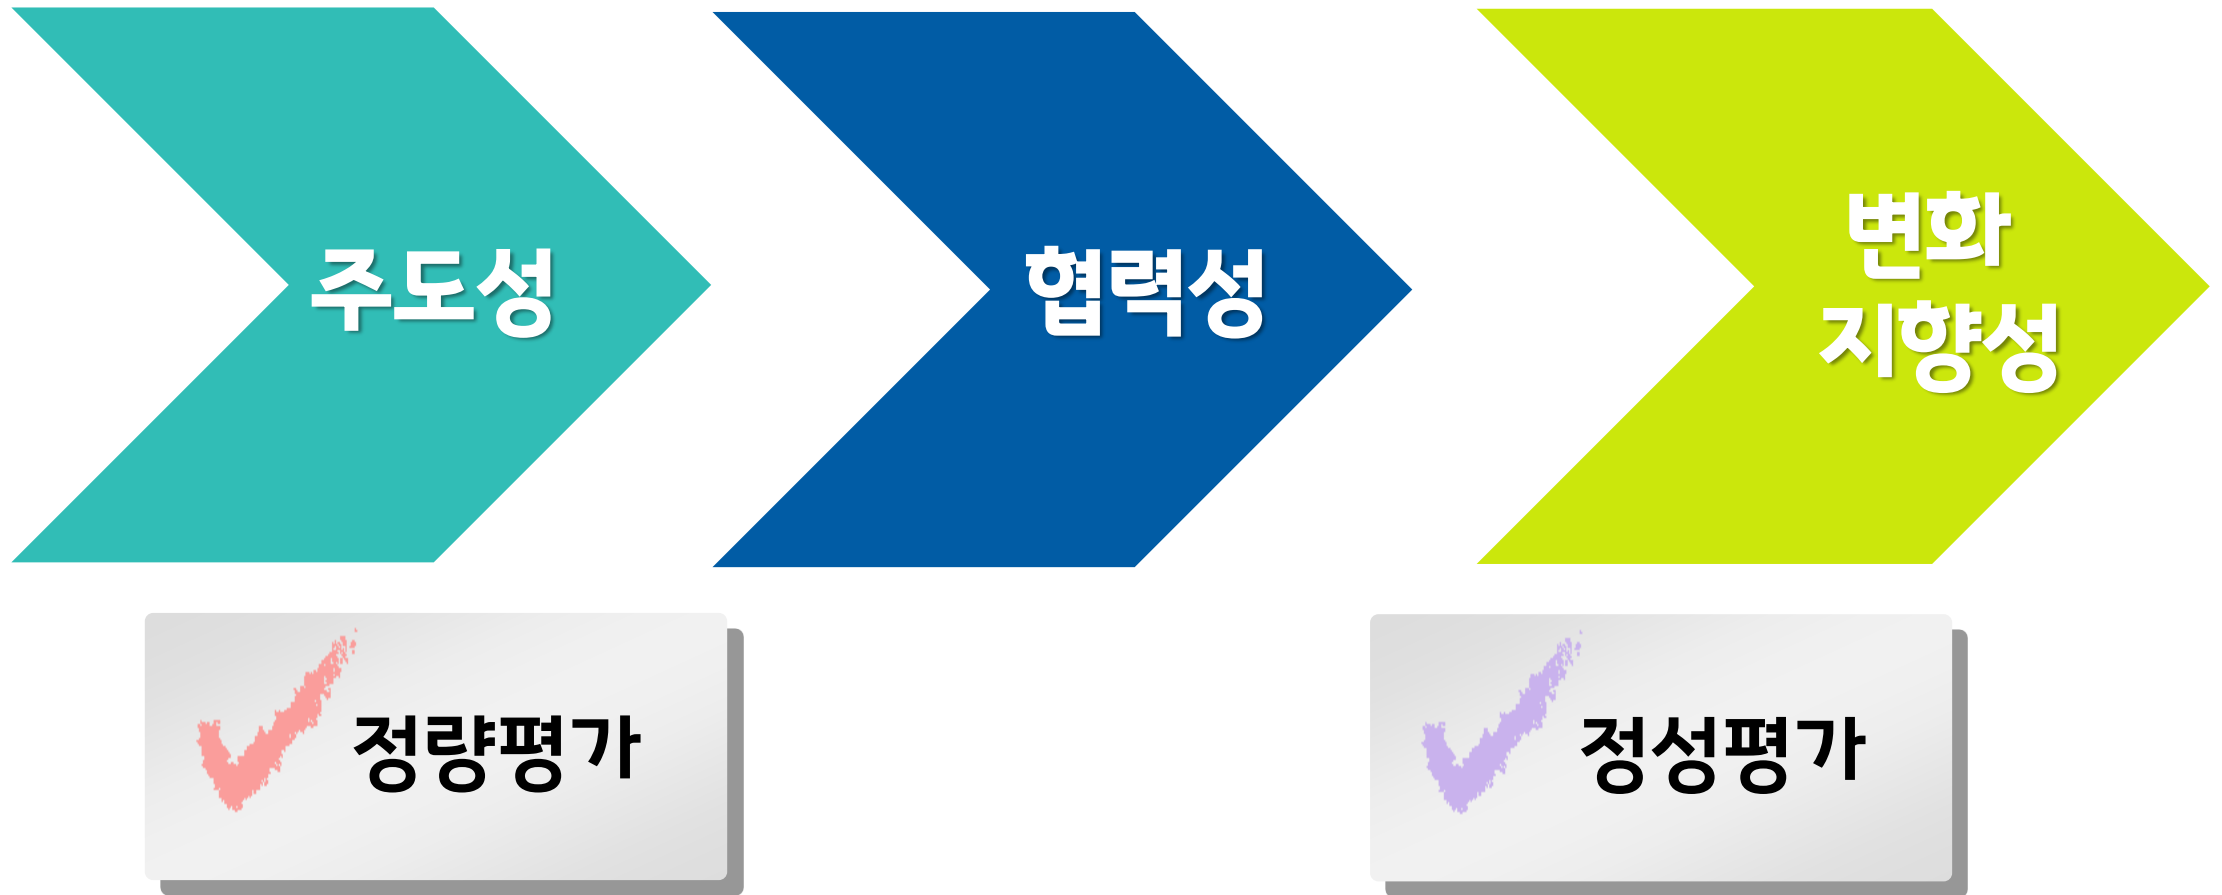 주도성
협력성
변화
지향성
정량평가
정성평가